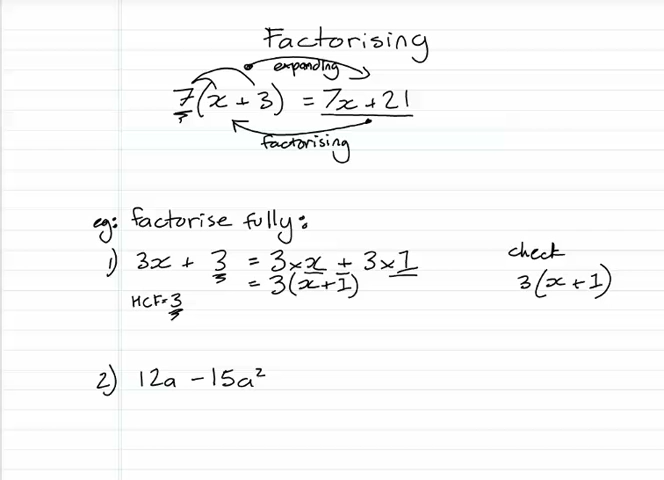 Factorising
expanding
7(x + 3) = 7x + 21
factorising
eg: factorise fully:
1) 3x + 3 = 3 × x + 3 × 1
= 3(x + 1)
HCF = 3
check
3(x + 1)
2) 12a - 15a²